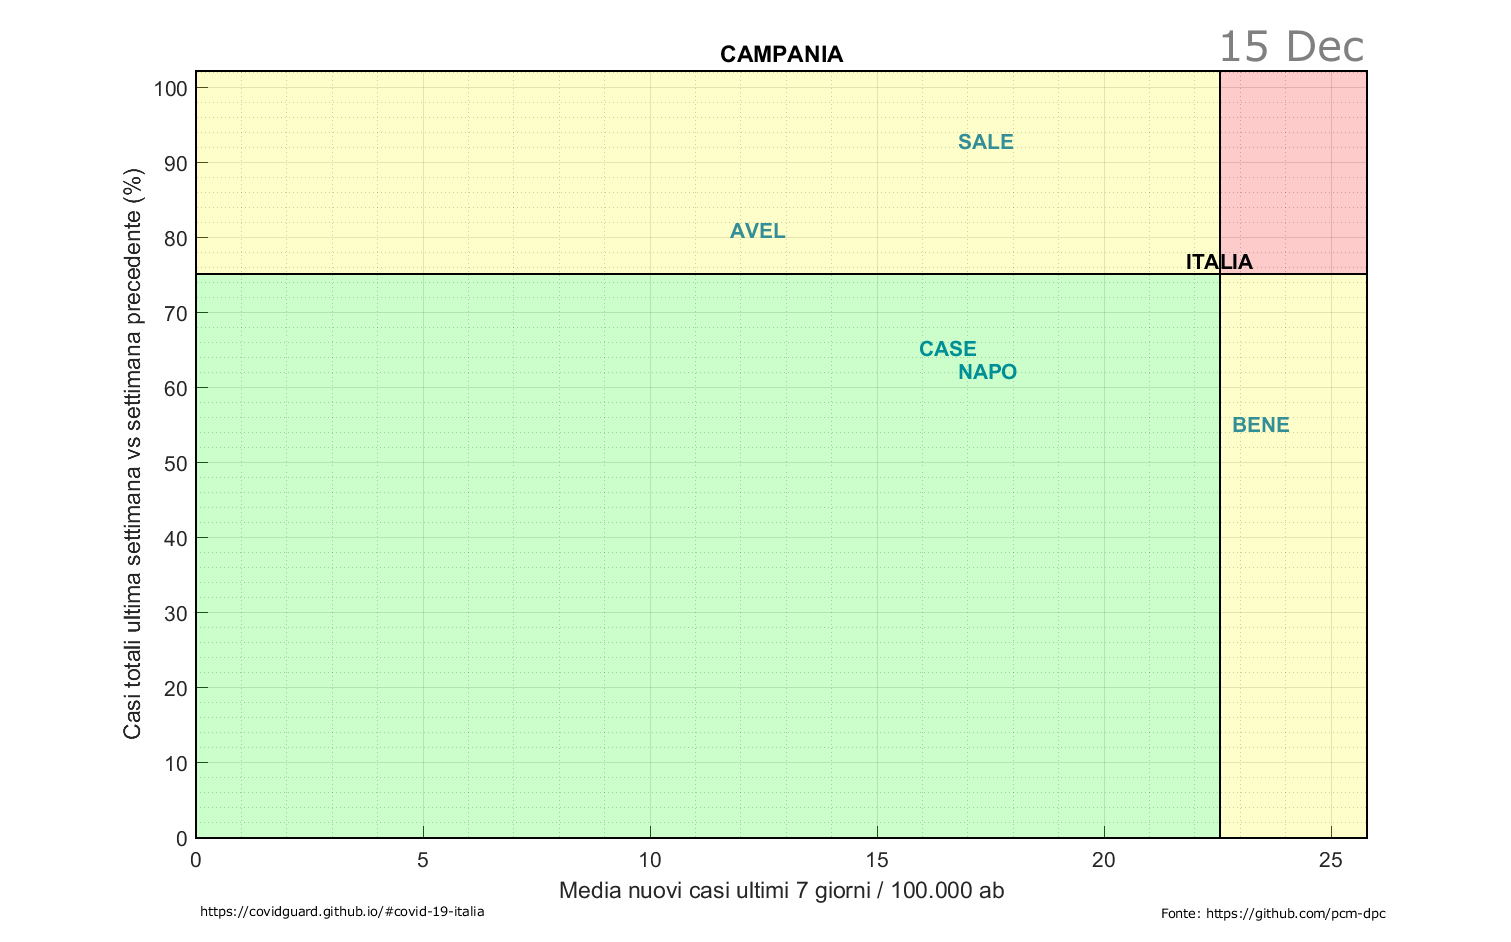 15 Dec
CAMPANIA
100
90
80
70
60
50
40
30
20
10
0
Casi totali ultima settimana vs settimana precedente (%)
SALE
AVEL
ITALIA
CASE
NAPO
BENE
0 5 10 15 20 25
Media nuovi casi ultimi 7 giorni / 100.000 ab
https://covidguard.github.io/#covid-19-italia
Fonte: https://github.com/pcm-dpc